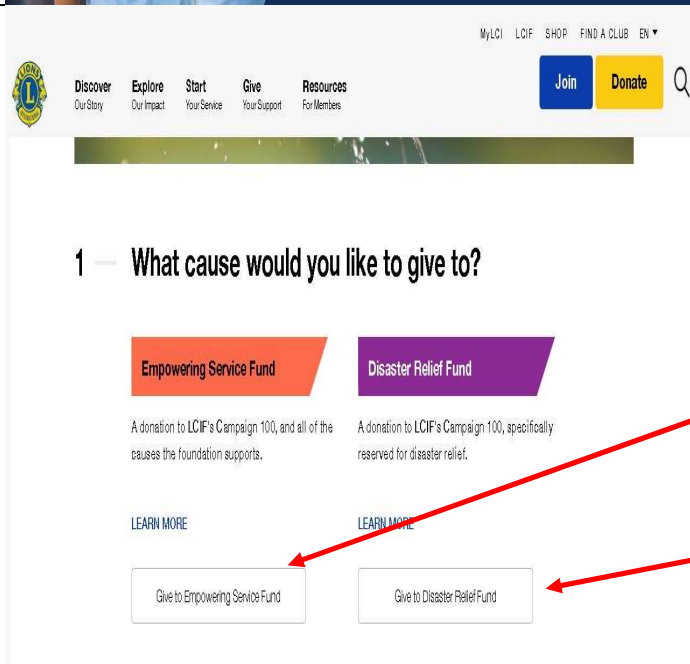 MyLCI LCIF SHOP FIND A CLUB EN
LIONS
L
INTERNATIONAL
Discover
Our Story
Explore
Our Impact
Start
Your Service
Give
Your Support
Resources
For Members
Join
Donate
1 — What cause would you like to give to?
Empowering Service Fund
A donation to LCIF's Campaign 100, and all of the
causes the foundation supports.
LEARN MORE
Give to Empowering Service Fund
Disaster Relief Fund
A donation to LCIF's Campaign 100, specifically
reserved for disaster relief.
LEARN MORE
Give to Disaster Relief Fund